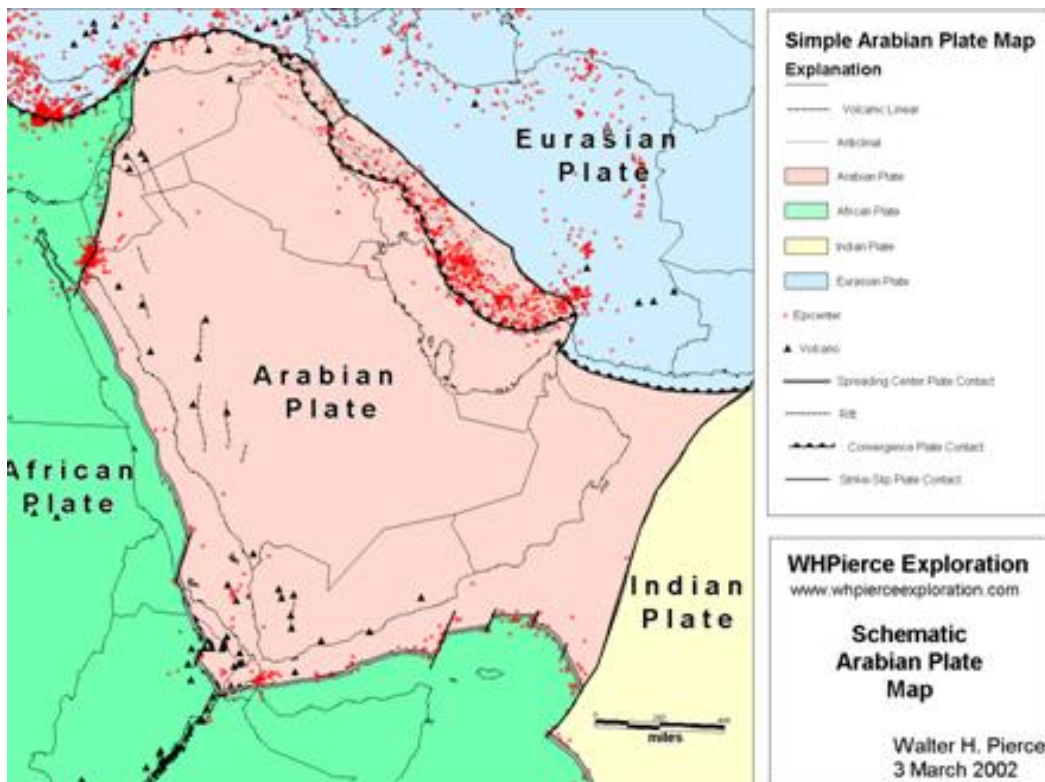 Eurasian
Plate
Arabian
Plate
African
Plate
Indian
Plate
miles
Simple Arabian Plate Map
Explanation
Volcanic Linear
Anticlinal
Arabian Plate
African Plate
Indian Plate
Eurasian Plate
Epicenter
Volcano
Spreading Center Plate Contact
Rift
Convergence Plate Contact
Strike-Slip Plate Contact
WHPierce Exploration
www.whpierceexploration.com
Schematic
Arabian Plate
Map
Walter H. Pierce
3 March 2002